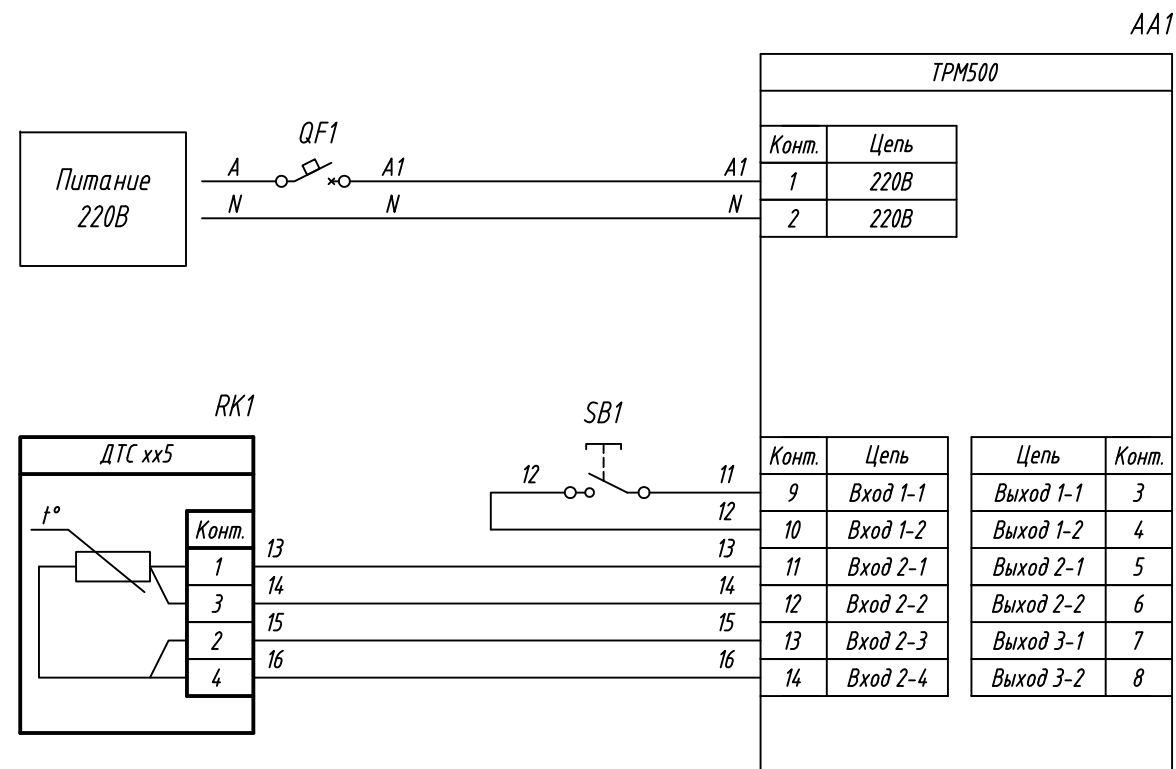 AA1
ТРМ500
QF1
Питание
220В
A
A1
A1
N
N
N
Конт. Цепь
1 220В
2 220В
RK1
ДТС xx5
t°
Конт.
1
3
2
4
13
14
15
16
SB1
12
11
12
13
14
15
16
Конт. Цепь
9 Вход 1-1
10 Вход 1-2
11 Вход 2-1
12 Вход 2-2
13 Вход 2-3
14 Вход 2-4
Цепь Конт.
Выход 1-1 3
Выход 1-2 4
Выход 2-1 5
Выход 2-2 6
Выход 3-1 7
Выход 3-2 8